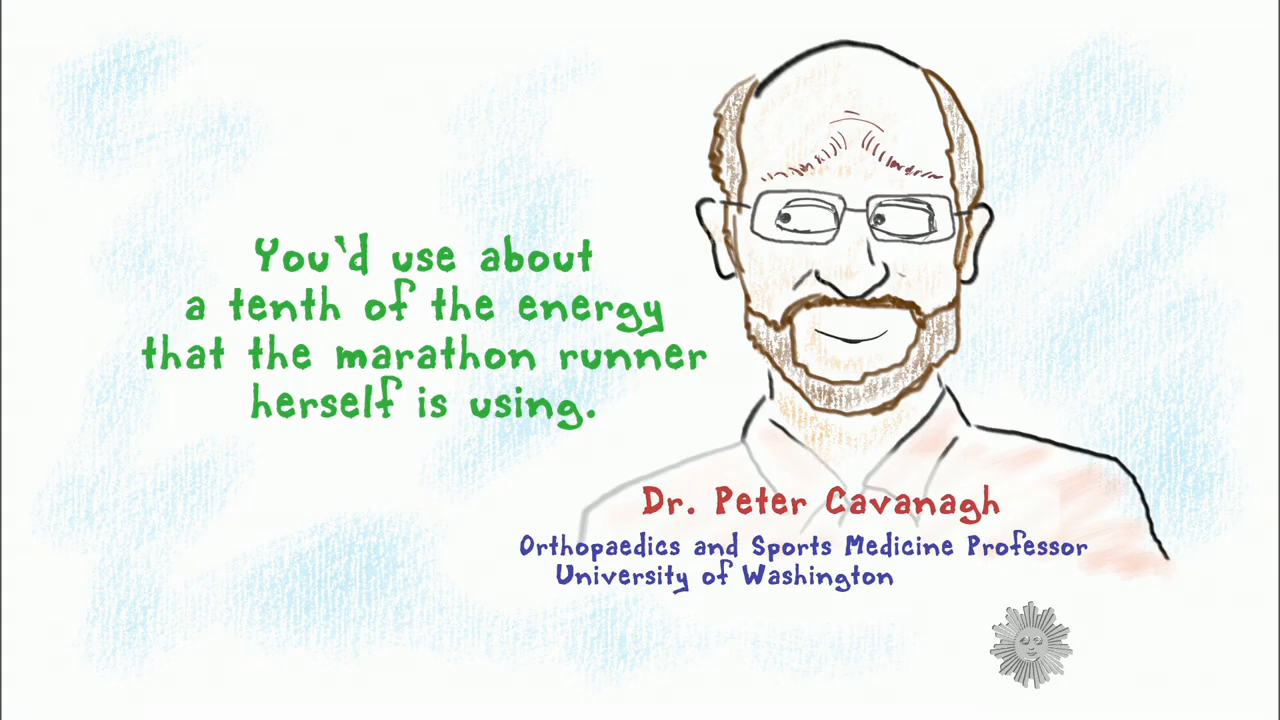 You'd use about
a tenth of the energy
that the marathon runner
herself is using.
Dr. Peter Cavanagh
Orthopaedics and Sports Medicine Professor
University of Washington